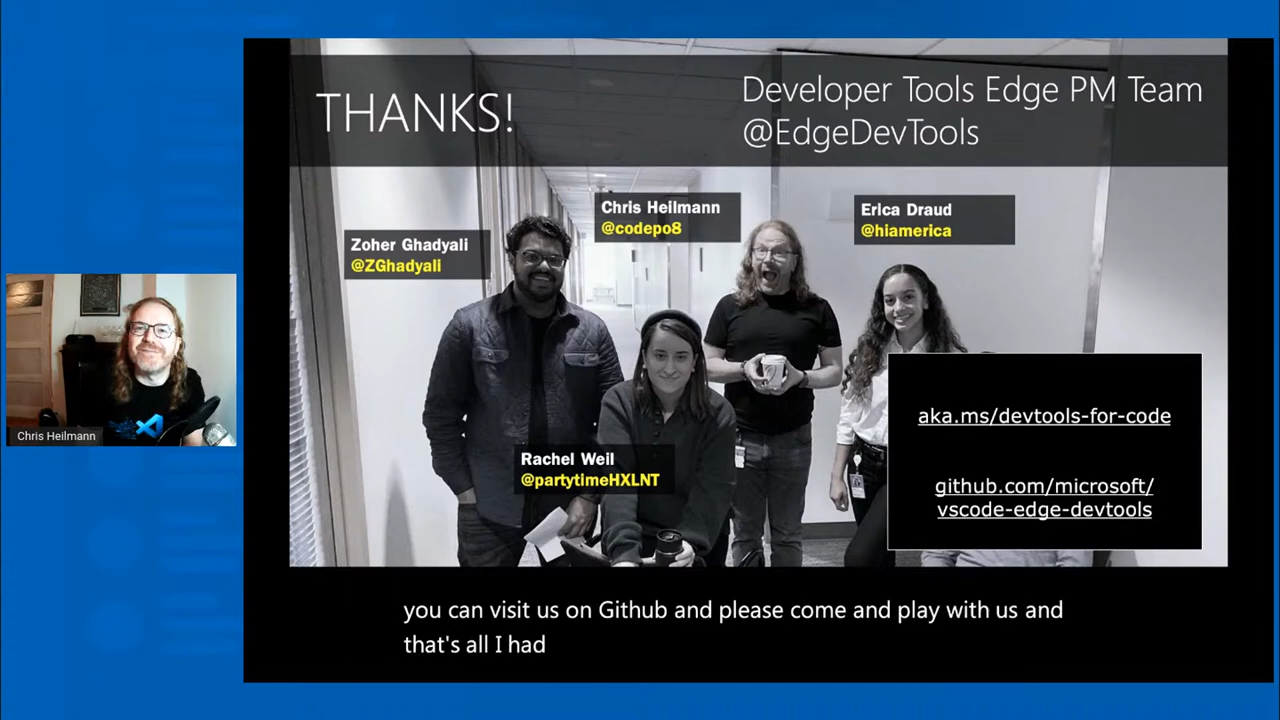 THANKS!
Developer Tools Edge PM Team
@EdgeDevTools
Zoher Ghadyali
@ZGhadyali
Chris Heilmann
@codepo8
Erica Draud
@hiamerica
Rachel Weil
@partytimeHXLNT
aka.ms/devtools-for-code
github.com/microsoft/
vscode-edge-devtools
Chris Heilmann
you can visit us on Github and please come and play with us and
that's all I had